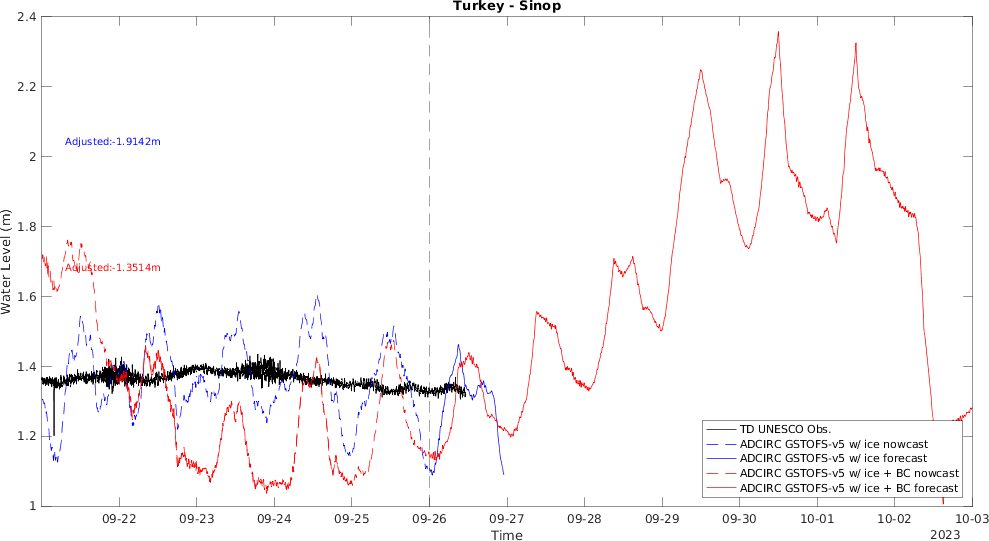 Turkey - Sinop
2.4
2.2
2
1.8
1.6
1.4
1.2
1
Water Level (m)
Adjusted:-1.9142m
Adjusted:-1.3514m
TD UNESCO Obs.
ADCIRC GSTOFS-v5 w/ ice nowcast
ADCIRC GSTOFS-v5 w/ ice forecast
ADCIRC GSTOFS-v5 w/ ice + BC nowcast
ADCIRC GSTOFS-v5 w/ ice + BC forecast
09-22 09-23 09-24 09-25 09-26 09-27 09-28 09-29 09-30 10-01 10-02 10-03
Time
2023